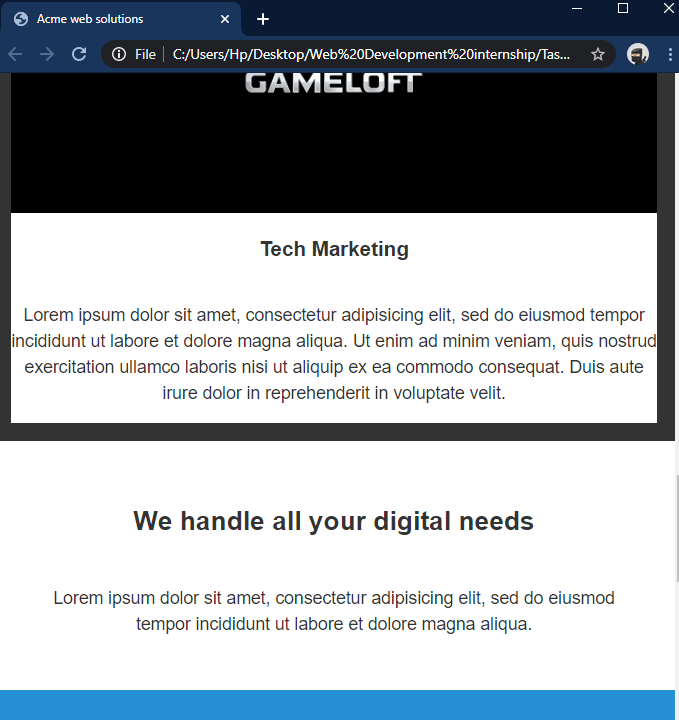 Acme web solutions
File
C:/Users/Hp/Desktop/Web%20Development%20internship/Tas...
GAMELOFT
Tech Marketing
Lorem ipsum dolor sit amet, consectetur adipisicing elit, sed do eiusmod tempor
incididunt ut labore et dolore magna aliqua. Ut enim ad minim veniam, quis nostrud
exercitation ullamco laboris nisi ut aliquip ex ea commodo consequat. Duis aute
irure dolor in reprehenderit in voluptate velit.
We handle all your digital needs
Lorem ipsum dolor sit amet, consectetur adipisicing elit, sed do eiusmod
tempor incididunt ut labore et dolore magna aliqua.